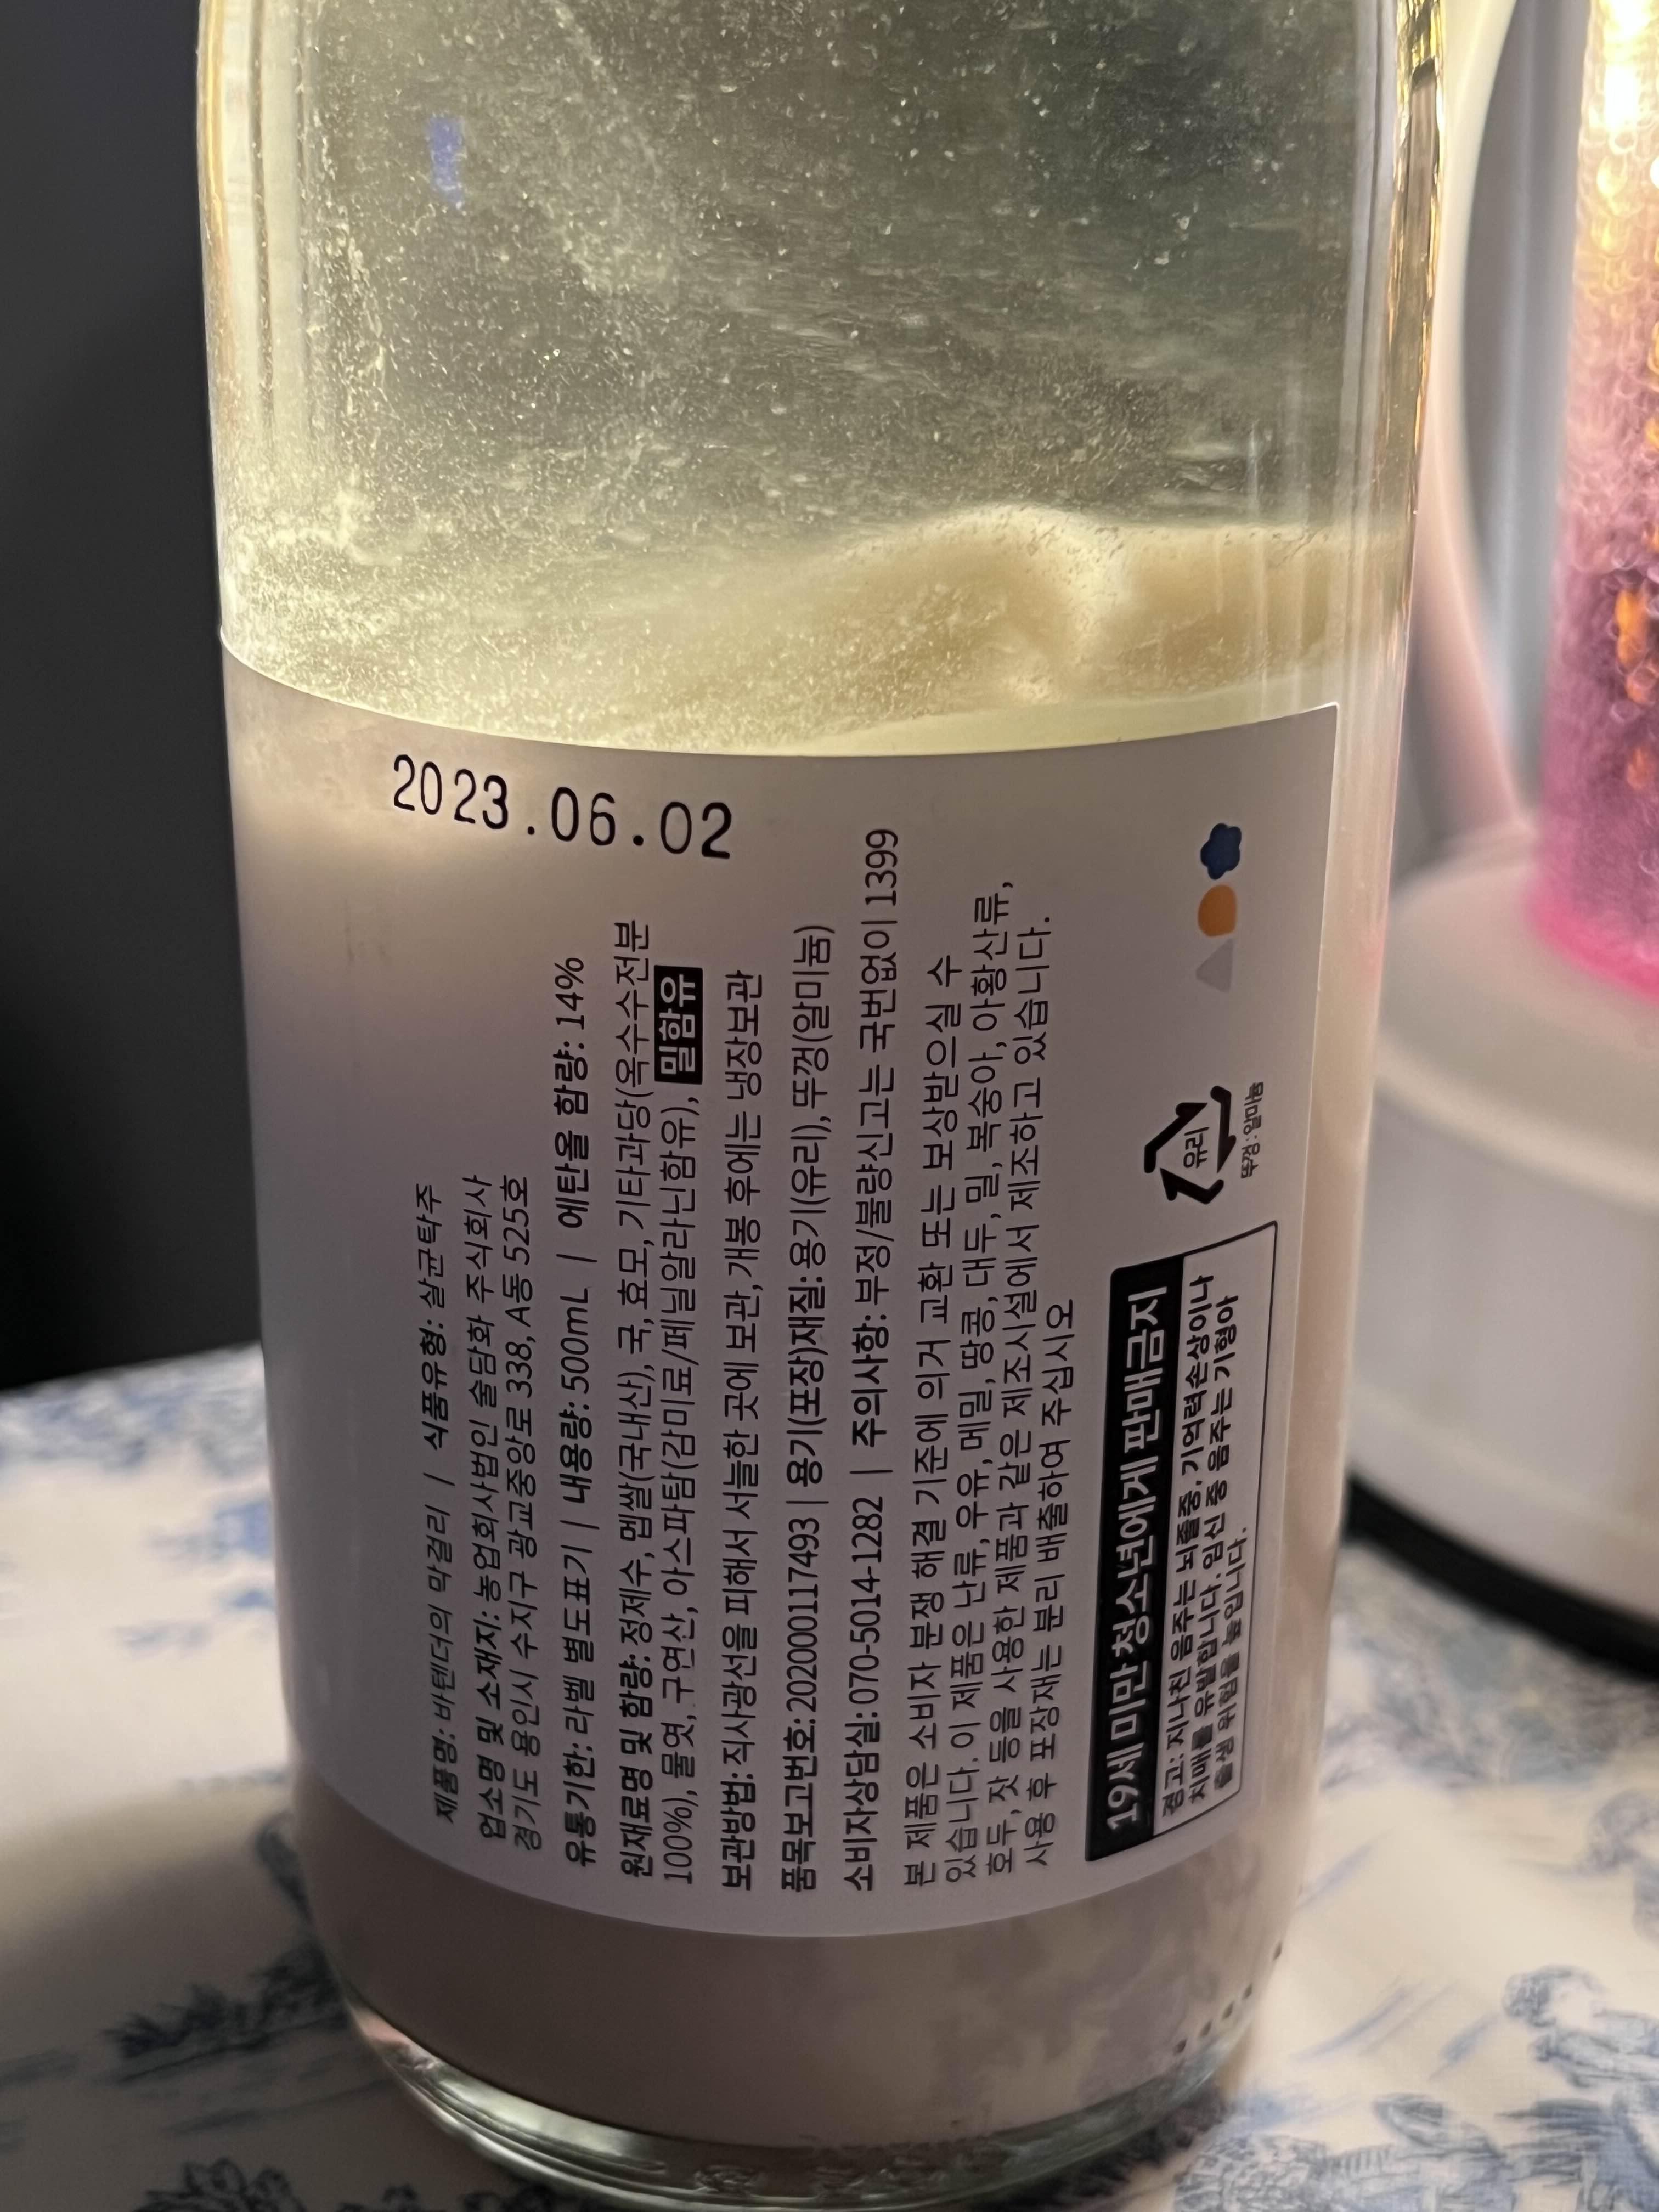 2023.06.02
제품명: 바텐더의 막걸리 | 식품유형: 살균탁주
업소명 및 소재지: 농업회사법인 술담화 주식회사
경기도 용인시 수지구 광교중앙로 338, A동 525호
유통기한: 라벨 별도표기 | 내용량: 500mL | 에탄올 함량: 14%
원재료명 및 함량: 정제수, 멥쌀(국내산), 국, 효모, 기타과당(옥수수전분
100%), 물엿, 구연산, 아스파탐(감미료/페닐알라닌함유), 밀함유
보관방법: 직사광선을 피해서 서늘한 곳에 보관, 개봉 후에는 냉장보관
품목보고번호: 20200011117493 | 용기(포장)재질: 용기(유리), 뚜껑(알미늄)
소비자상담실: 070-5014-1282 | 주의사항: 부정/불량신고는 국번없이 1399
본 제품은 소비자 분쟁 해결 기준에 의거 교환 또는 보상받으실 수
있습니다. 이 제품은 난류, 우유, 메밀, 땅콩, 대두, 밀, 복숭아, 아황산류,
호두, 잣 등을 사용한 제품과 같은 제조시설에서 제조하고 있습니다.
사용 후 포장재는 분리 배출하여 주십시오
19세 미만 청소년에게 판매금지
경고: 지나친 음주는 뇌졸중, 기억력손상이나
치매를 유발합니다. 임신 중 음주는 기형아
출생 위험을 높입니다.
유리
뚜껑:알미늄